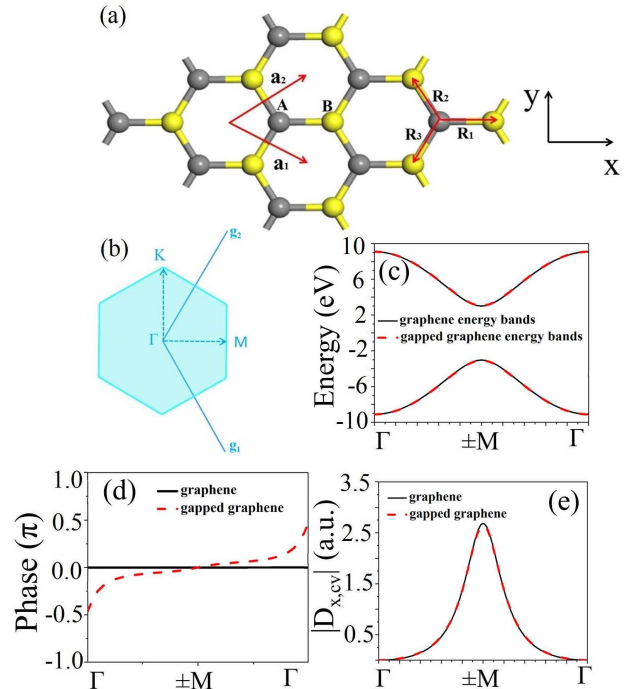 (a)
a₂
A
B
R₂
R₁
R₃
a₁
y
x
(b)
K
g₂
Γ
M
g₁
(c)
Energy (eV)
10
6
2
-2
-6
-10
graphene energy bands
gapped graphene energy bands
Γ
±M
Γ
(d)
Phase (π)
1.0
0.5
0.0
-0.5
-1.0
graphene
gapped graphene
Γ
±M
Γ
(e)
|Dₓ,cv| (a.u.)
3.5
2.5
1.5
0.5
graphene
gapped graphene
Γ
±M
Γ